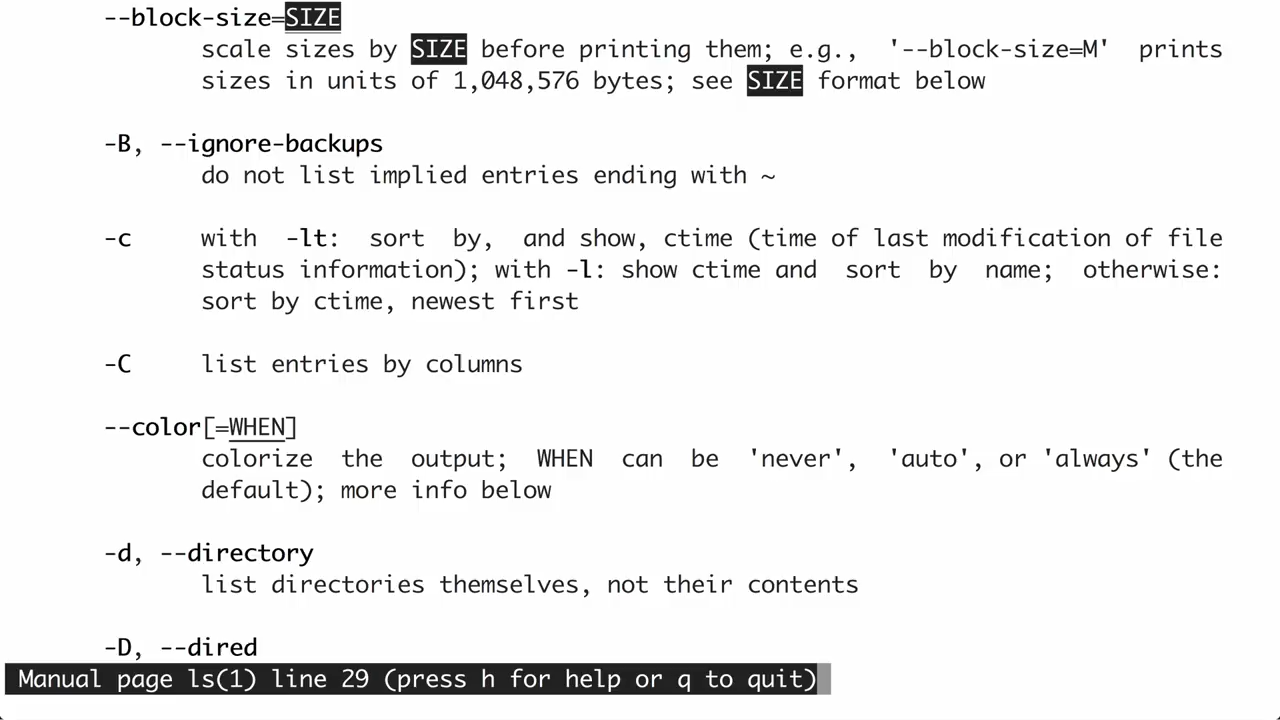 --block-size=SIZE
scale sizes by SIZE before printing them; e.g., '--block-size=M' prints
sizes in units of 1,048,576 bytes; see SIZE format below
-B, --ignore-backups
do not list implied entries ending with ~
-c with -lt: sort by, and show, ctime (time of last modification of file
status information); with -l: show ctime and sort by name; otherwise:
sort by ctime, newest first
-C list entries by columns
--color[=WHEN]
colorize the output; WHEN can be 'never', 'auto', or 'always' (the
default); more info below
-d, --directory
list directories themselves, not their contents
-D, --dired
Manual page ls(1) line 29 (press h for help or q to quit)